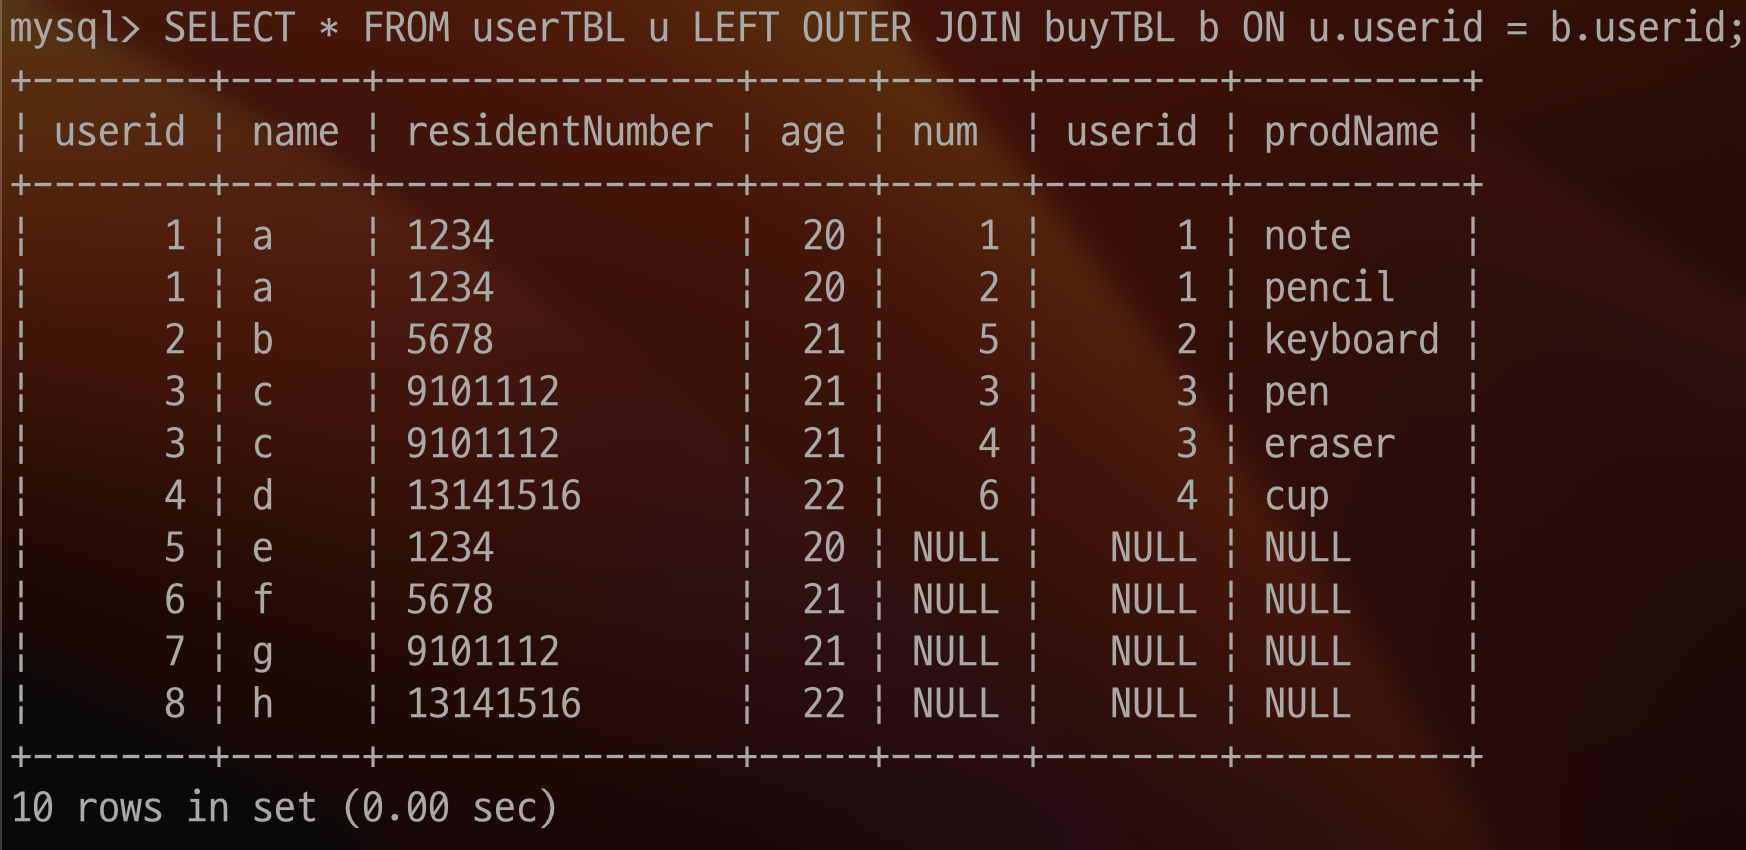 mysql> SELECT * FROM userTBL u LEFT OUTER JOIN buyTBL b ON u.userid = b.userid;
+--------+------+----------------+-----+------+--------+----------+
| userid | name | residentNumber | age | num  | userid | prodName |
+--------+------+----------------+-----+------+--------+----------+
|      1 | a    | 1234           |  20 |    1 |      1 | note     |
|      1 | a    | 1234           |  20 |    2 |      1 | pencil   |
|      2 | b    | 5678           |  21 |    5 |      2 | keyboard |
|      3 | c    | 9101112        |  21 |    3 |      3 | pen      |
|      3 | c    | 9101112        |  21 |    4 |      3 | eraser   |
|      4 | d    | 13141516       |  22 |    6 |      4 | cup      |
|      5 | e    | 1234           |  20 | NULL |   NULL | NULL     |
|      6 | f    | 5678           |  21 | NULL |   NULL | NULL     |
|      7 | g    | 9101112        |  21 | NULL |   NULL | NULL     |
|      8 | h    | 13141516       |  22 | NULL |   NULL | NULL     |
+--------+------+----------------+-----+------+--------+----------+
10 rows in set (0.00 sec)